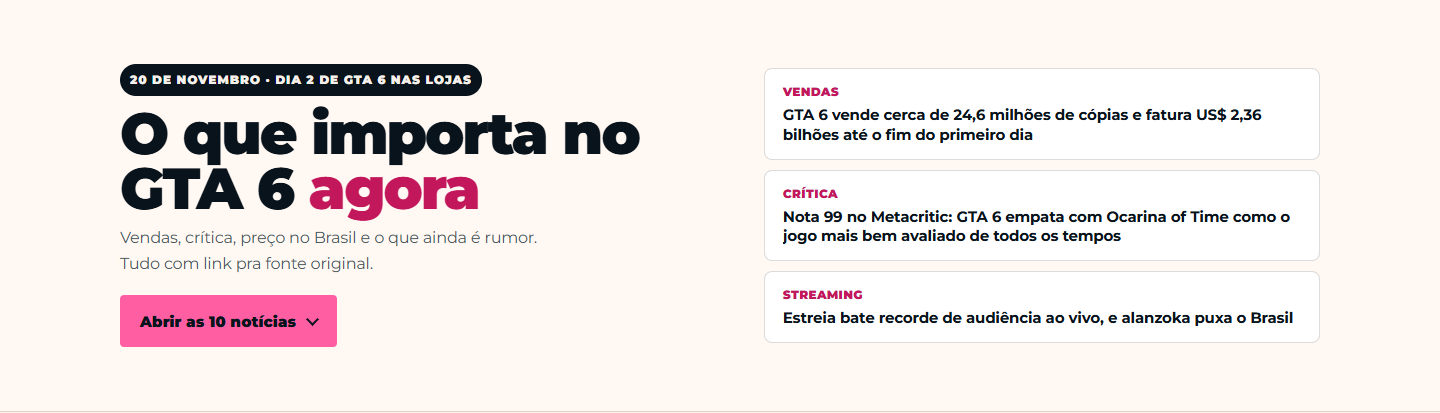 20 DE NOVEMBRO · DIA 2 DE GTA 6 NAS LOJAS
O que importa no
GTA 6 agora
Vendas, crítica, preço no Brasil e o que ainda é rumor.
Tudo com link pra fonte original.
Abrir as 10 notícias
VENDAS
GTA 6 vende cerca de 24,6 milhões de cópias e fatura US$ 2,36
bilhões até o fim do primeiro dia
CRÍTICA
Nota 99 no Metacritic: GTA 6 empata com Ocarina of Time como o
jogo mais bem avaliado de todos os tempos
STREAMING
Estreia bate recorde de audiência ao vivo, e alanzoka puxa o Brasil